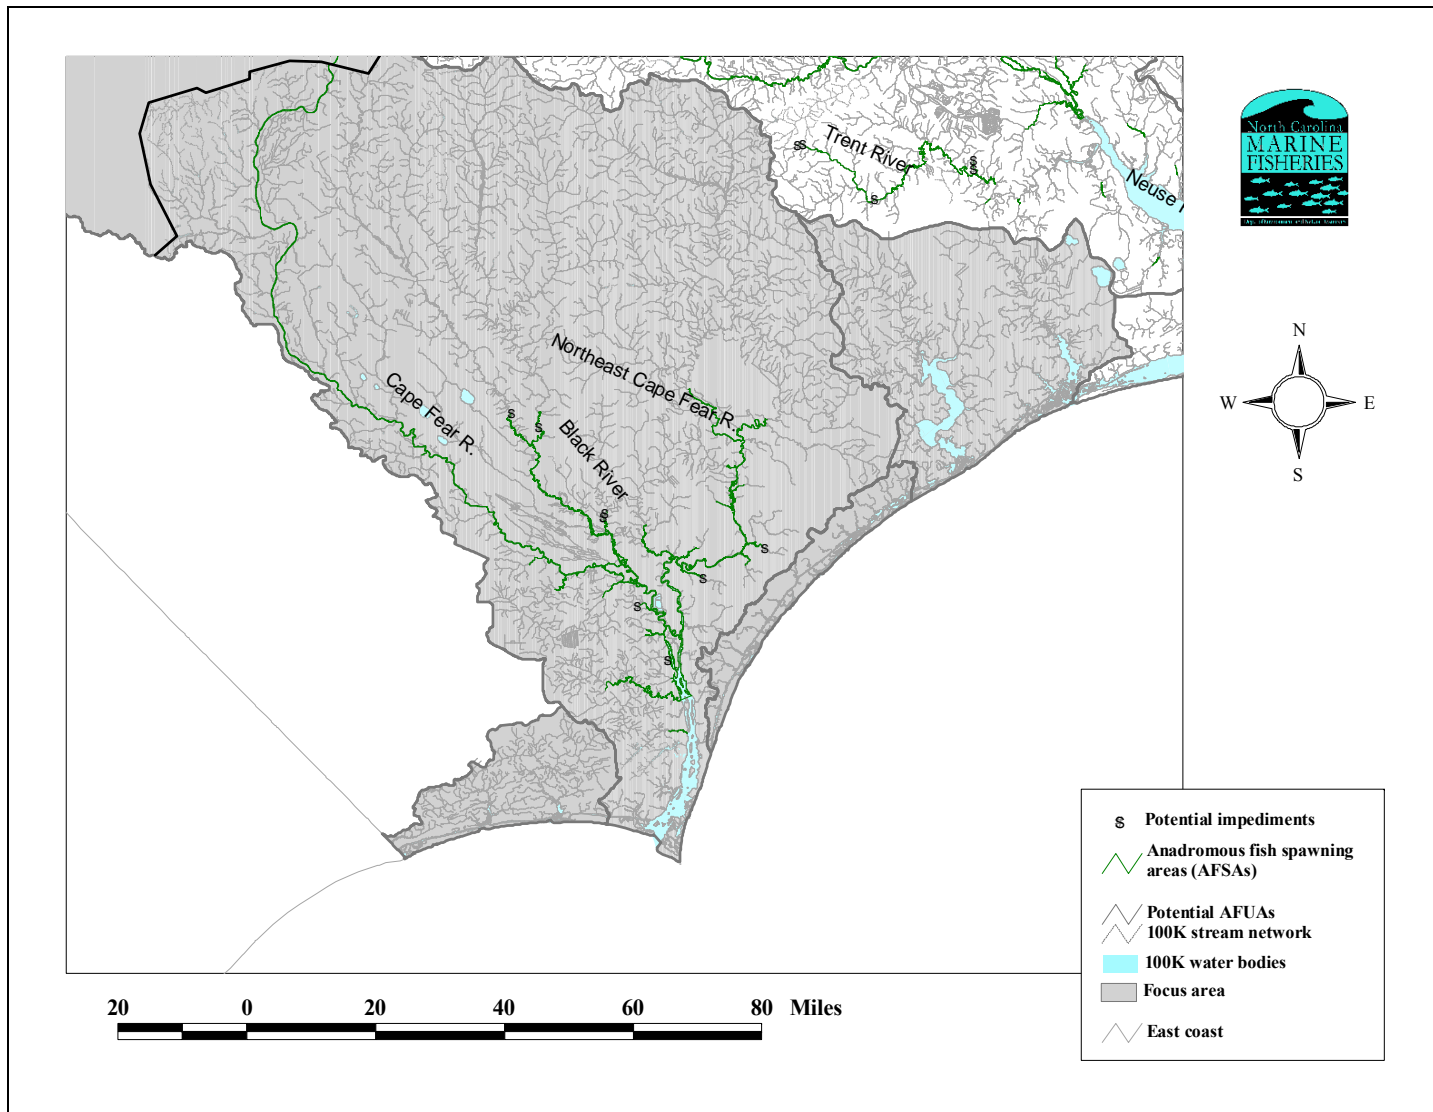 North Carolina
MARINE
FISHERIES
Trent River
Neuse
Northeast Cape Fear R.
Cape Fear R.
Black River
S
S
S
S
S
S
S
S
S
S
S
S
S
S
N
W
E
S
S Potential impediments
Anadromous fish spawning
areas (AFSAs)
Potential AFUAs
100K stream network
100K water bodies
Focus area
East coast
20 0 20 40 60 80 Miles